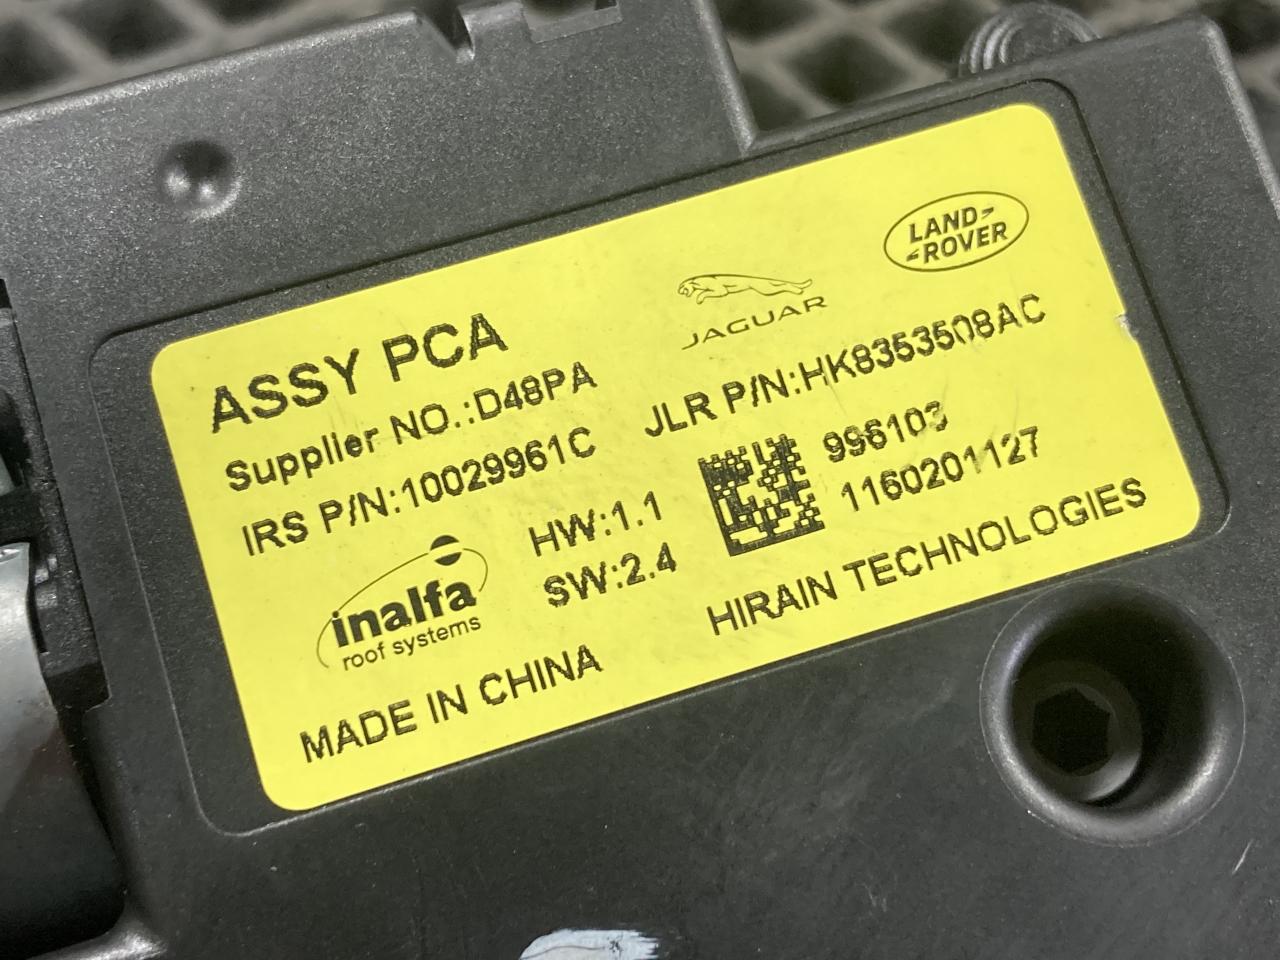 LAND-
-ROVER
JAGUAR
ASSY PCA
Supplier NO.:D48PA
JLR P/N:HK8353508AC
IRS P/N:10029961C
996103
1160201127
HW:1.1
SW:2.4
inalfa
roof systems
HIRAIN TECHNOLOGIES
MADE IN CHINA